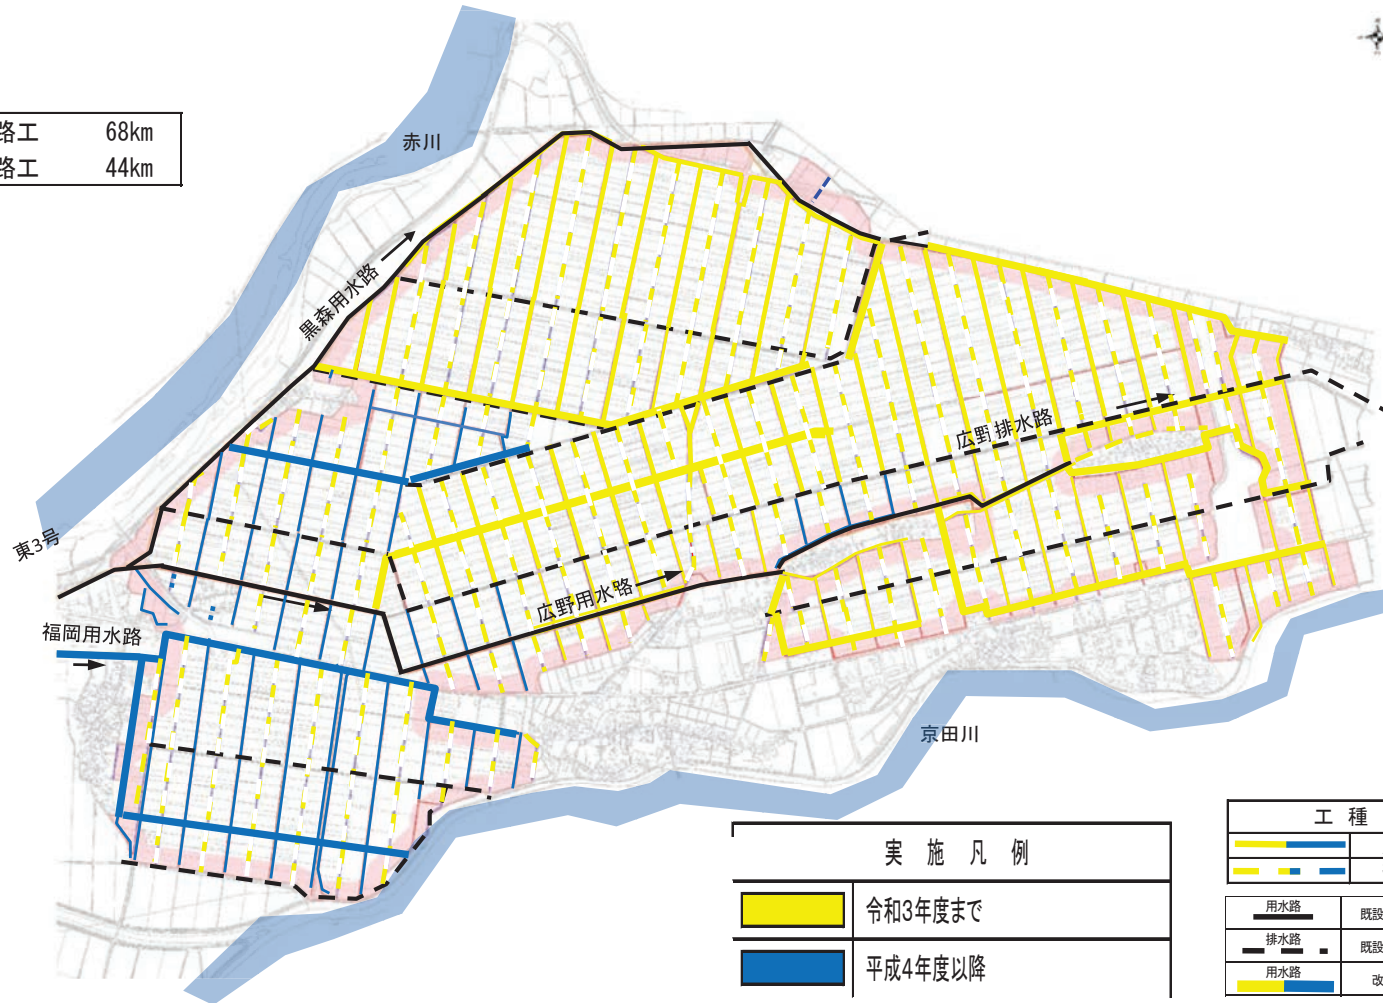 路工 68km
路工 44km
赤川
黒森用水路
広野排水路
東3号
広野用水路
福岡用水路
京田川
実施凡例
令和3年度まで
平成4年度以降
工種
用水路 既設
排水路 既設
用水路 改